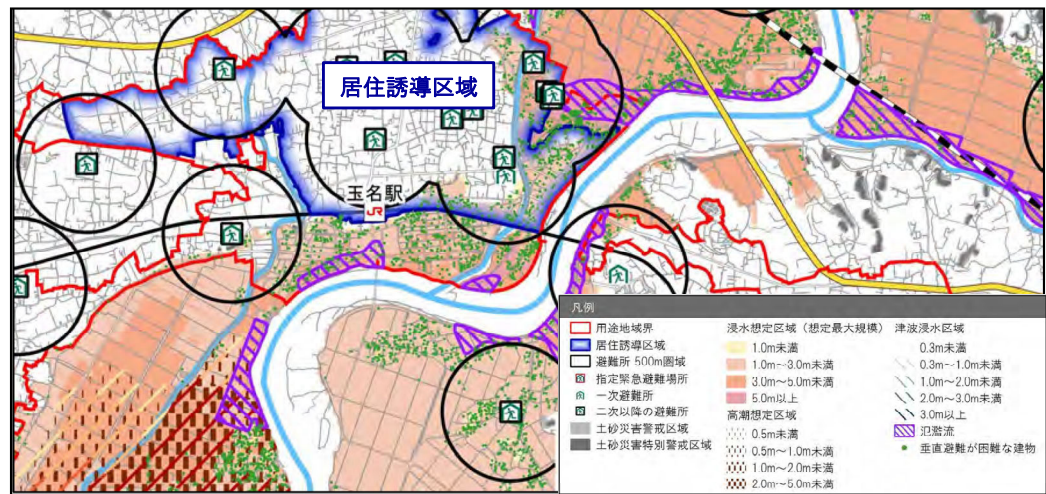 居住誘導区域
玉名駅
JR
凡例
用途地域界
居住誘導区域
避難所 500m圏域
指定緊急避難場所
一次避難所
二次以降の避難所
土砂災害警戒区域
土砂災害特別警戒区域
浸水想定区域（想定最大規模）
1.0m未満
1.0m～3.0m未満
3.0m～5.0m未満
5.0m以上
高潮想定区域
0.5m未満
0.5m～1.0m未満
1.0m～2.0m未満
2.0m～5.0m未満
津波浸水区域
0.3m未満
0.3m～1.0m未満
1.0m～2.0m未満
2.0m～3.0m未満
3.0m以上
氾濫流
垂直避難が困難な建物